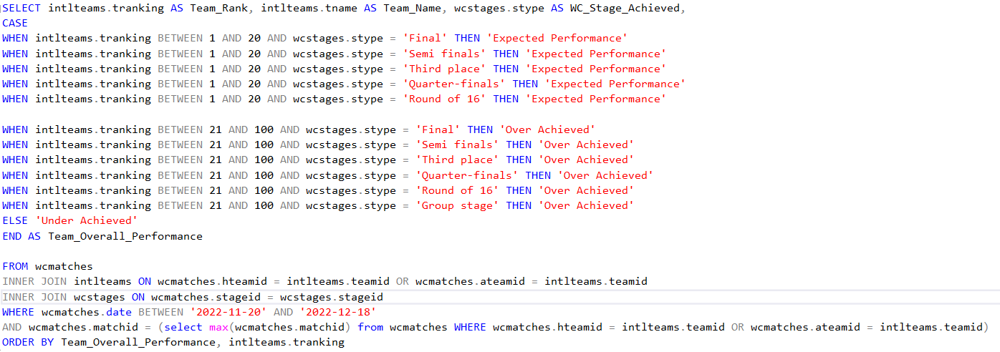 SELECT intlteams.tranking AS Team_Rank, intlteams.tname AS Team_Name, wcstages.stype AS WC_Stage_Achieved,
CASE
WHEN intlteams.tranking BETWEEN 1 AND 20 AND wcstages.stype = 'Final' THEN 'Expected Performance'
WHEN intlteams.tranking BETWEEN 1 AND 20 AND wcstages.stype = 'Semi finals' THEN 'Expected Performance'
WHEN intlteams.tranking BETWEEN 1 AND 20 AND wcstages.stype = 'Third place' THEN 'Expected Performance'
WHEN intlteams.tranking BETWEEN 1 AND 20 AND wcstages.stype = 'Quarter-finals' THEN 'Expected Performance'
WHEN intlteams.tranking BETWEEN 1 AND 20 AND wcstages.stype = 'Round of 16' THEN 'Expected Performance'
WHEN intlteams.tranking BETWEEN 21 AND 100 AND wcstages.stype = 'Final' THEN 'Over Achieved'
WHEN intlteams.tranking BETWEEN 21 AND 100 AND wcstages.stype = 'Semi finals' THEN 'Over Achieved'
WHEN intlteams.tranking BETWEEN 21 AND 100 AND wcstages.stype = 'Third place' THEN 'Over Achieved'
WHEN intlteams.tranking BETWEEN 21 AND 100 AND wcstages.stype = 'Quarter-finals' THEN 'Over Achieved'
WHEN intlteams.tranking BETWEEN 21 AND 100 AND wcstages.stype = 'Round of 16' THEN 'Over Achieved'
WHEN intlteams.tranking BETWEEN 21 AND 100 AND wcstages.stype = 'Group stage' THEN 'Over Achieved'
ELSE 'Under Achieved'
END AS Team_Overall_Performance
FROM wcmatches
INNER JOIN intlteams ON wcmatches.hteamid = intlteams.teamid OR wcmatches.ateamid = intlteams.teamid
INNER JOIN wcstages ON wcmatches.stageid = wcstages.stageid
WHERE wcmatches.date BETWEEN '2022-11-20' AND '2022-12-18'
AND wcmatches.matchid = (select max(wcmatches.matchid) from wcmatches WHERE wcmatches.hteamid = intlteams.teamid OR wcmatches.ateamid = intlteams.teamid)
ORDER BY Team_Overall_Performance, intlteams.tranking